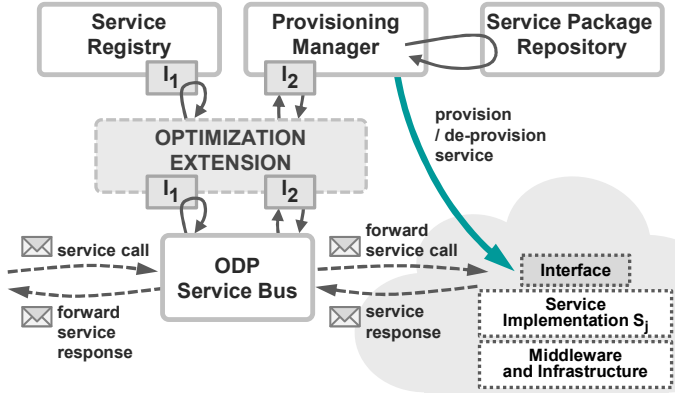 Service
Registry
Provisioning
Manager
Service Package
Repository
I1
I2
OPTIMIZATION
EXTENSION
I1
I2
provision
/ de-provision
service
service call
ODP
Service Bus
forward
service call
forward
service
response
service
response
Interface
Service
Implementation Sj
Middleware
and Infrastructure